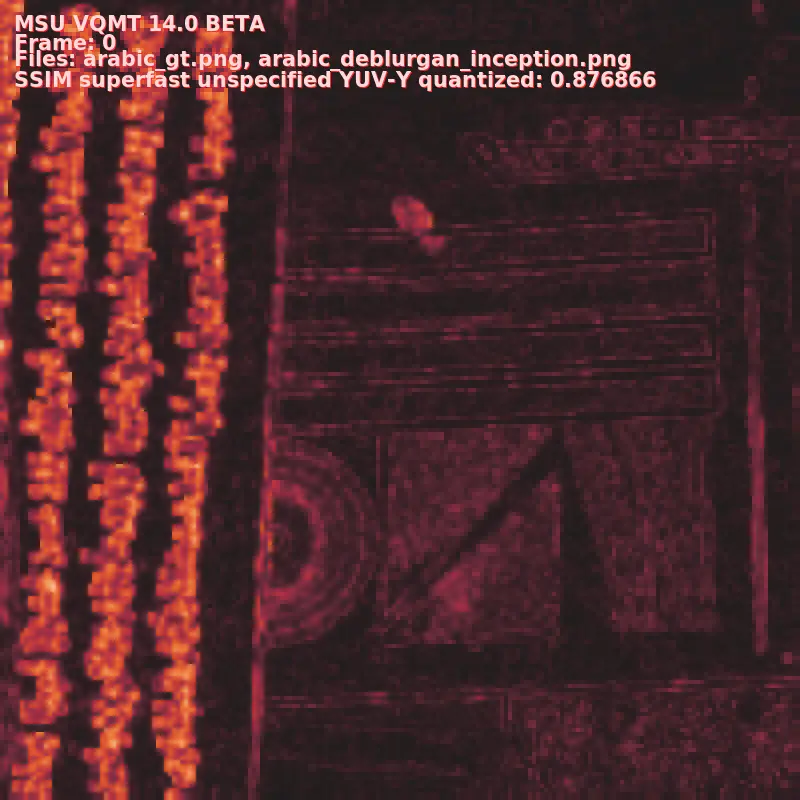 MSU VQMT 14.0 BETA
Frame: 0
Files: arabic_gt.png, arabic_deblurgan_inception.png
SSIM superfast unspecified YUV-Y quantized: 0.876866